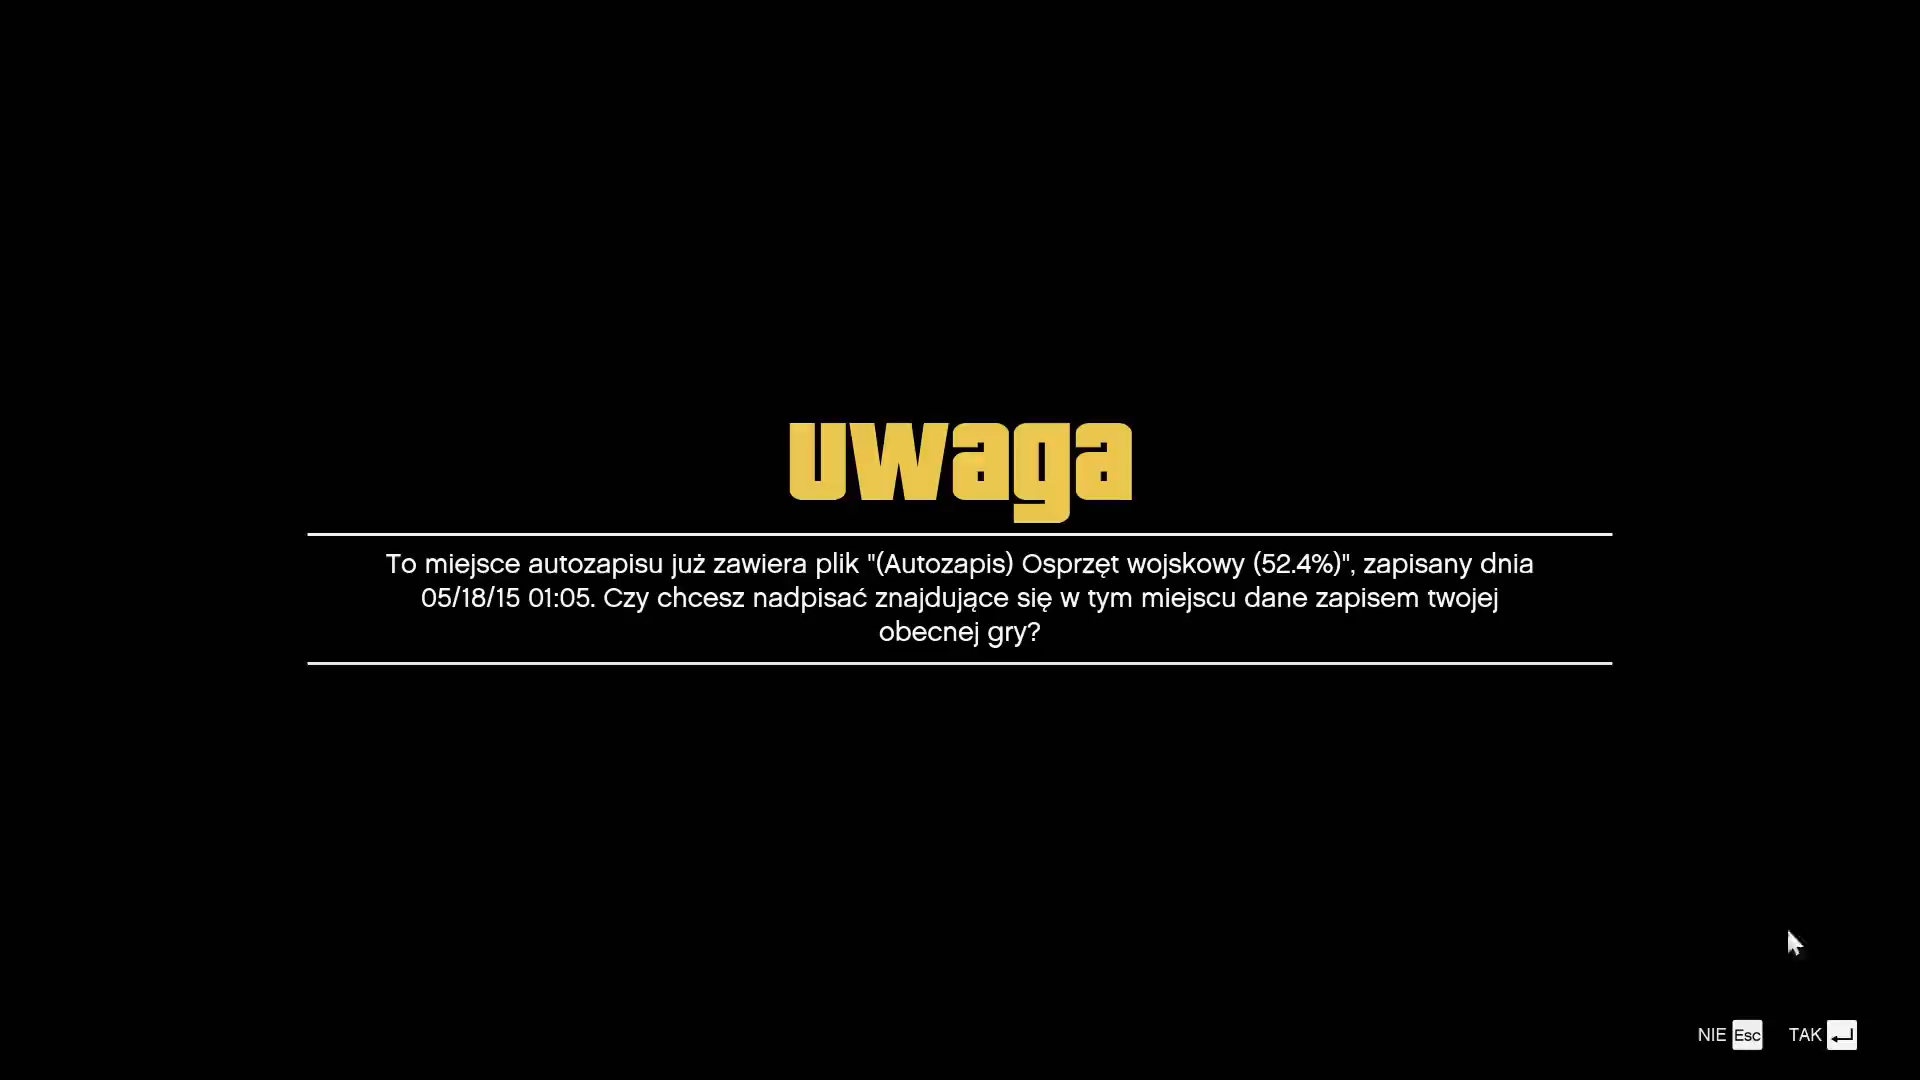 uwaga
To miejsce autozapisu już zawiera plik "(Autozapis) Osprzęt wojskowy (52.4%)", zapisany dnia
05/18/15 01:05. Czy chcesz nadpisać znajdujące się w tym miejscu dane zapisem twojej
obecnej gry?
NIE Esc TAK